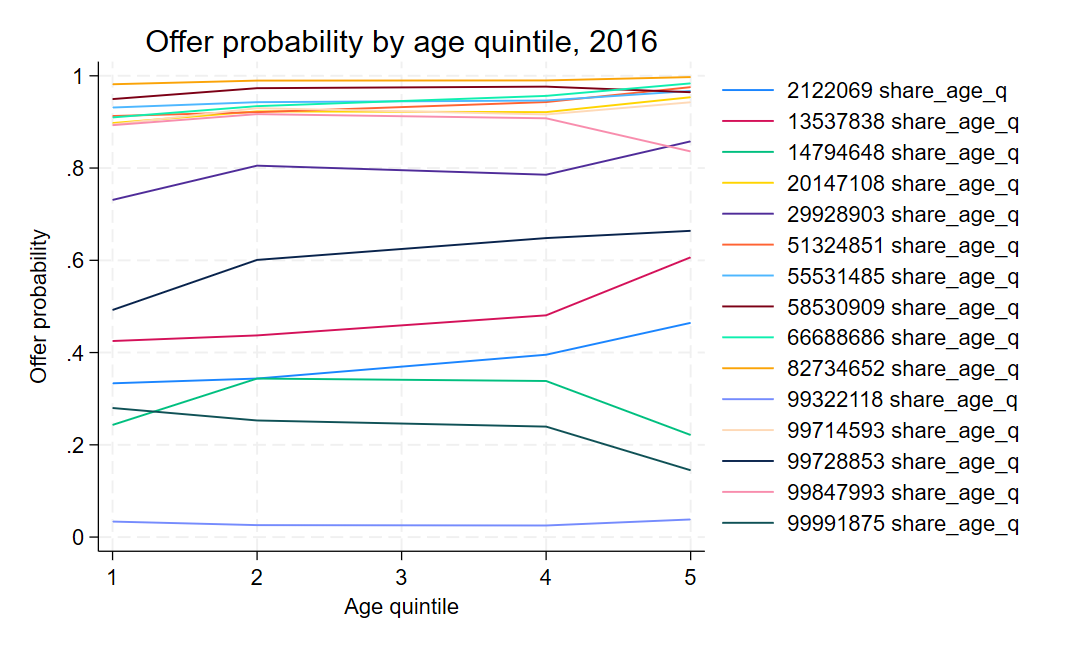 Offer probability by age quintile, 2016
Offer probability
1
.8
.6
.4
.2
0
1 2 3 4 5
Age quintile
2122069 share_age_q
13537838 share_age_q
14794648 share_age_q
20147108 share_age_q
29928903 share_age_q
51324851 share_age_q
55531485 share_age_q
58530909 share_age_q
66688686 share_age_q
82734652 share_age_q
99322118 share_age_q
99714593 share_age_q
99728853 share_age_q
99847993 share_age_q
99991875 share_age_q